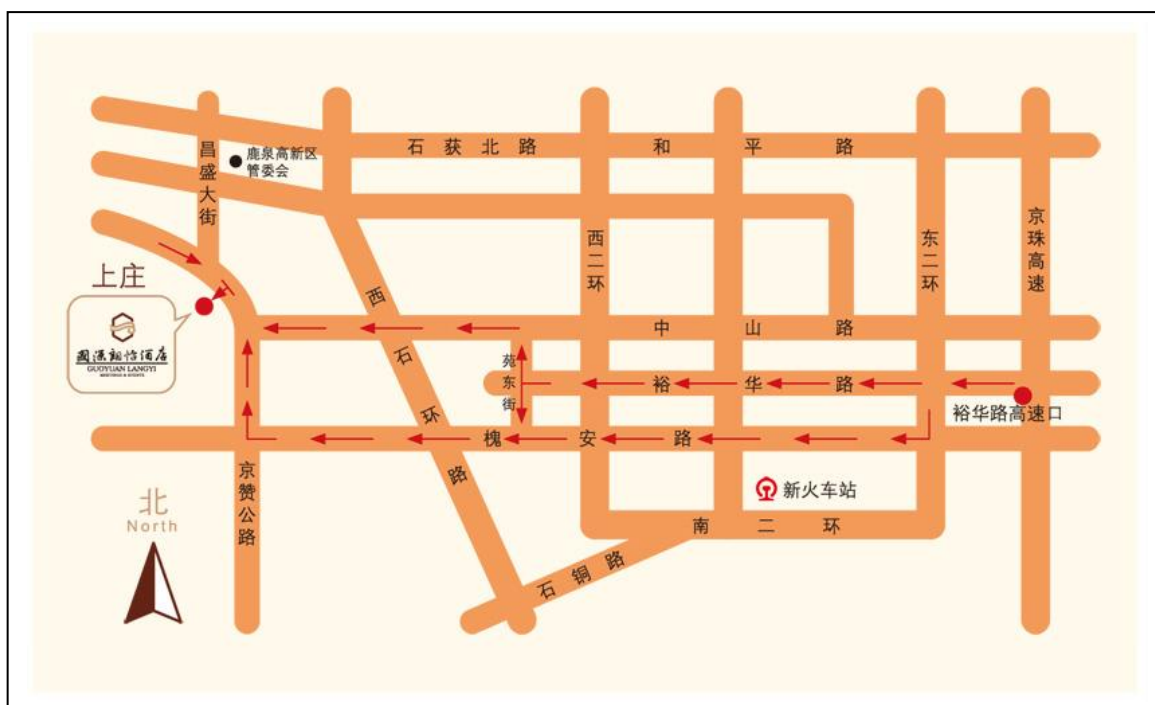 石获北路
和平路
昌盛大街
鹿泉高新区
管委会
西二环
东二环
京珠高速
上庄
國源朗怡酒店
GUOYUAN LANGYI
MEETINGS & EVENTS
西石环路
中山路
苑东街
裕华路
裕华路高速口
槐安路
京赞公路
新火车站
南二环
石铜路
北
North